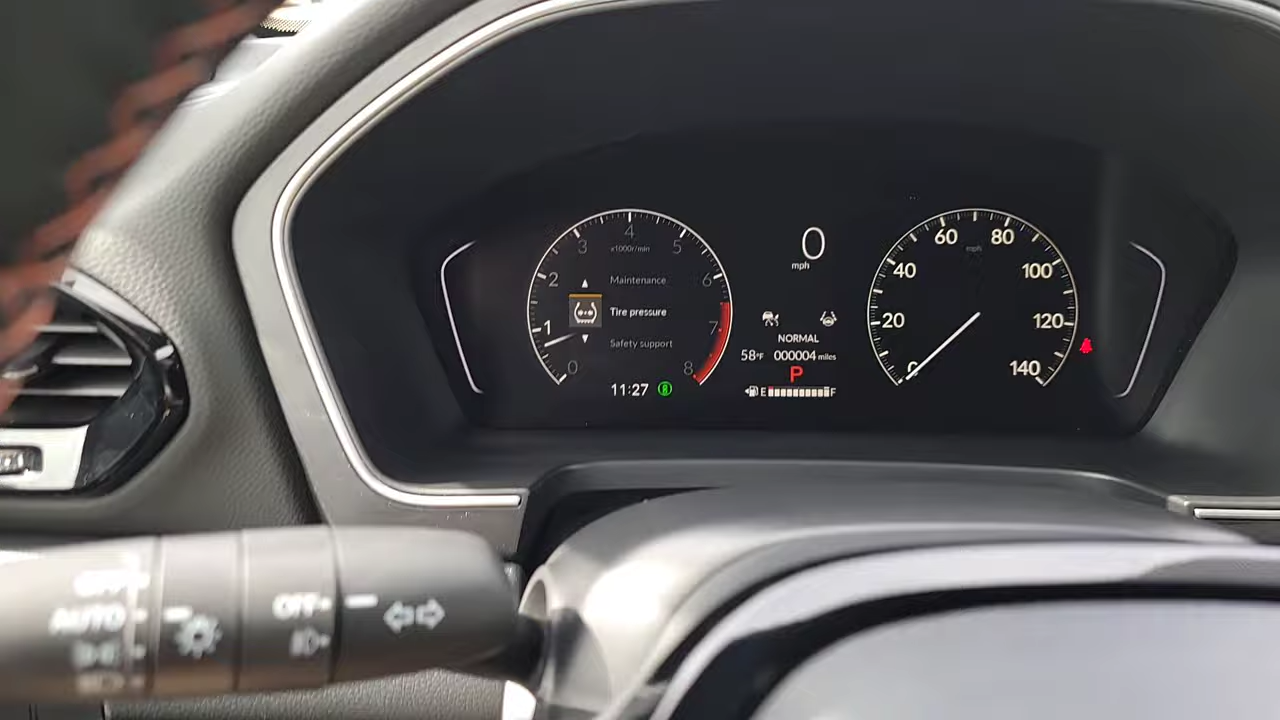 4
3
5
x1000r/min
2
Maintenance
6
Tire pressure
1
7
Safety support
0
8
11:27
0
mph
NORMAL
58°F 000004 miles
P
E F
60
80
mph
40
100
20
120
0
140
OFF
AUTO
OFF